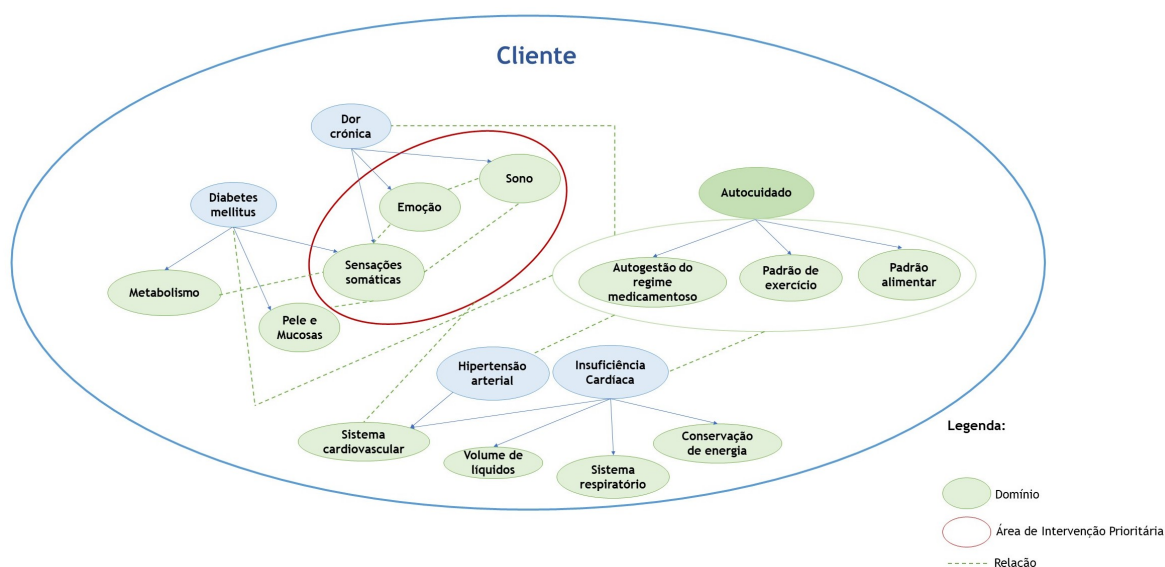 Cliente
Dor
crónica
Sono
Emoção
Diabetes
mellitus
Autocuidado
Sensações
somáticas
Metabolismo
Pele e
Mucosas
Autogestão do
regime
medicamentoso
Padrão de
exercício
Padrão
alimentar
Hipertensão
arterial
Insuficiência
Cardíaca
Sistema
cardiovascular
Volume de
líquidos
Sistema
respiratório
Conservação
de energia
Legenda:
Domínio
Área de Intervenção Prioritária
Relação